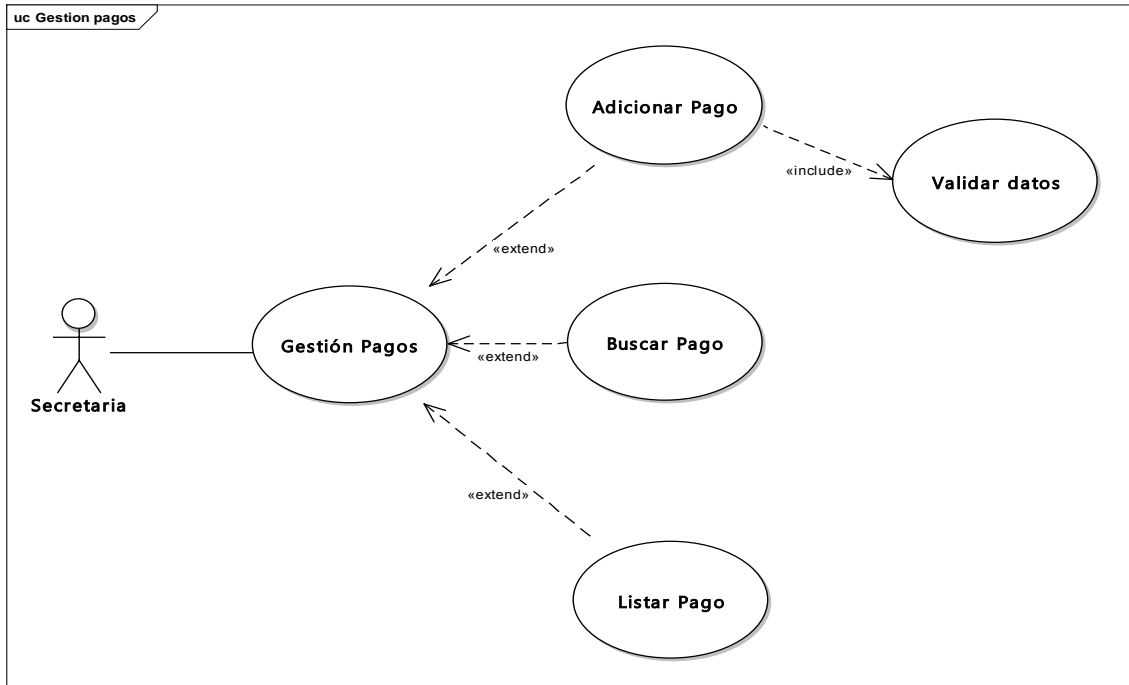 uc Gestion pagos
Adicionar Pago
«include»
Validar datos
«extend»
Gestión Pagos
«extend»
Buscar Pago
Secretaria
«extend»
Listar Pago